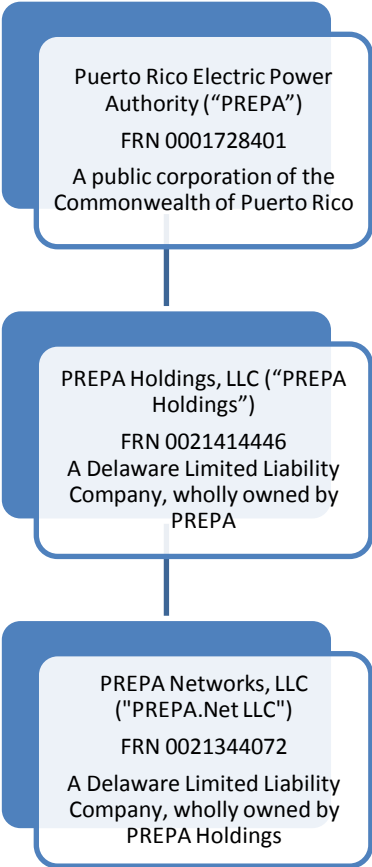 Puerto Rico Electric Power
Authority (“PREPA”)
FRN 0001728401
A public corporation of the
Commonwealth of Puerto Rico
PREPA Holdings, LLC (“PREPA
Holdings”)
FRN 0021414446
A Delaware Limited Liability
Company, wholly owned by
PREPA
PREPA Networks, LLC
("PREPA.Net LLC")
FRN 0021344072
A Delaware Limited Liability
Company, wholly owned by
PREPA Holdings